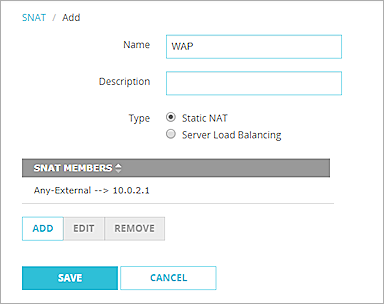 SNAT / Add
Name WAP
Description
Type Static NAT
Server Load Balancing
SNAT MEMBERS
Any-External --> 10.0.2.1
ADD EDIT REMOVE
SAVE CANCEL